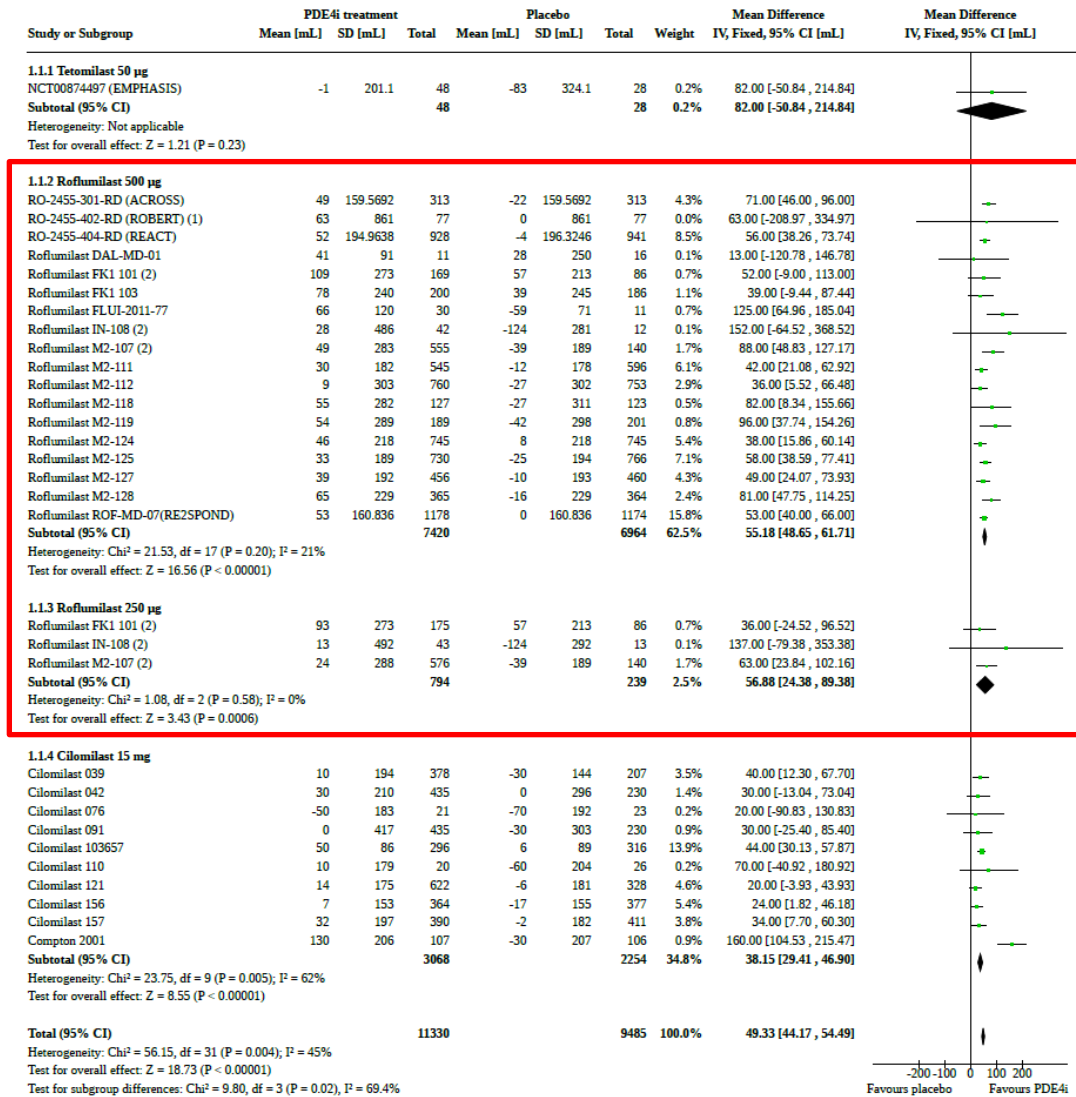 PDE4i treatment Placebo Mean Difference Mean Difference
Study or Subgroup Mean [mL] SD [mL] Total Mean [mL] SD [mL] Total Weight IV, Fixed, 95% CI [mL] IV, Fixed, 95% CI [mL]
1.1.1 Tetomilast 50 µg
NCT00874497 (EMPHASIS) -1 201.1 48 -83 324.1 28 0.2% 82.00 [-50.84 , 214.84]
Subtotal (95% CI) 48 28 0.2% 82.00 [-50.84 , 214.84]
Heterogeneity: Not applicable
Test for overall effect: Z = 1.21 (P = 0.23)
1.1.2 Roflumilast 500 µg
RO-2455-301-RD (ACROSS) 49 159.5692 313 -22 159.5692 313 4.3% 71.00 [46.00 , 96.00]
RO-2455-402-RD (ROBERT) (1) 63 861 77 0 861 77 0.0% 63.00 [-208.97 , 334.97]
RO-2455-404-RD (REACT) 52 194.9638 928 -4 196.3246 941 8.5% 56.00 [38.26 , 73.74]
Roflumilast DAL-MD-01 41 91 11 28 250 16 0.1% 13.00 [-120.78 , 146.78]
Roflumilast FK1 101 (2) 109 273 169 57 213 86 0.7% 52.00 [-9.00 , 113.00]
Roflumilast FK1 103 78 240 200 39 245 186 1.1% 39.00 [-9.44 , 87.44]
Roflumilast FLUI-2011-77 66 120 30 -59 71 11 0.7% 125.00 [64.96 , 185.04]
Roflumilast IN-108 (2) 28 486 42 -124 281 12 0.1% 152.00 [-64.52 , 368.52]
Roflumilast M2-107 (2) 49 283 555 -39 189 140 1.7% 88.00 [48.83 , 127.17]
Roflumilast M2-111 30 182 545 -12 178 596 6.1% 42.00 [21.08 , 62.92]
Roflumilast M2-112 9 303 760 -27 302 753 2.9% 36.00 [5.52 , 66.48]
Roflumilast M2-118 55 282 127 -27 311 123 0.5% 82.00 [8.34 , 155.66]
Roflumilast M2-119 54 289 189 -42 298 201 0.8% 96.00 [37.74 , 154.26]
Roflumilast M2-124 46 218 745 8 218 745 5.4% 38.00 [15.86 , 60.14]
Roflumilast M2-125 33 189 730 -25 194 766 7.1% 58.00 [38.59 , 77.41]
Roflumilast M2-127 39 192 456 -10 193 460 4.3% 49.00 [24.07 , 73.93]
Roflumilast M2-128 65 229 365 -16 229 364 2.4% 81.00 [47.75 , 114.25]
Roflumilast ROF-MD-07(RE2SPOND) 53 160.836 1178 0 160.836 1174 15.8% 53.00 [40.00 , 66.00]
Subtotal (95% CI) 7420 6964 62.5% 55.18 [48.65 , 61.71]
Heterogeneity: Chi² = 21.53, df = 17 (P = 0.20); I² = 21%
Test for overall effect: Z = 16.56 (P < 0.00001)
1.1.3 Roflumilast 250 µg
Roflumilast FK1 101 (2) 93 273 175 57 213 86 0.7% 36.00 [-24.52 , 96.52]
Roflumilast IN-108 (2) 13 492 43 -124 292 13 0.1% 137.00 [-79.38 , 353.38]
Roflumilast M2-107 (2) 24 288 576 -39 189 140 1.7% 63.00 [23.84 , 102.16]
Subtotal (95% CI) 794 239 2.5% 56.88 [24.38 , 89.38]
Heterogeneity: Chi² = 1.08, df = 2 (P = 0.58); I² = 0%
Test for overall effect: Z = 3.43 (P = 0.0006)
1.1.4 Cilomilast 15 mg
Cilomilast 039 10 194 378 -30 144 207 3.5% 40.00 [12.30 , 67.70]
Cilomilast 042 30 210 435 0 296 230 1.4% 30.00 [-13.04 , 73.04]
Cilomilast 076 -50 183 21 -70 192 23 0.2% 20.00 [-90.83 , 130.83]
Cilomilast 091 0 417 435 -30 303 230 0.9% 30.00 [-25.40 , 85.40]
Cilomilast 103657 50 86 296 6 89 316 13.9% 44.00 [30.13 , 57.87]
Cilomilast 110 10 179 20 -60 204 26 0.2% 70.00 [-40.92 , 180.92]
Cilomilast 121 14 175 622 -6 181 328 4.6% 20.00 [-3.93 , 43.93]
Cilomilast 156 7 153 364 -17 155 377 5.4% 24.00 [1.82 , 46.18]
Cilomilast 157 32 197 390 -2 182 411 3.8% 34.00 [7.70 , 60.30]
Compton 2001 130 206 107 -30 207 106 0.9% 160.00 [104.53 , 215.47]
Subtotal (95% CI) 3068 2254 34.8% 38.15 [29.41 , 46.90]
Heterogeneity: Chi² = 23.75, df = 9 (P = 0.005); I² = 62%
Test for overall effect: Z = 8.55 (P < 0.00001)
Total (95% CI) 11330 9485 100.0% 49.33 [44.17 , 54.49]
Heterogeneity: Chi² = 56.15, df = 31 (P = 0.004); I² = 45%
Test for overall effect: Z = 18.73 (P < 0.00001)
Test for subgroup differences: Chi² = 9.80, df = 3 (P = 0.02), I² = 69.4%
-200 -100 0 100 200
Favours placebo Favours PDE4i